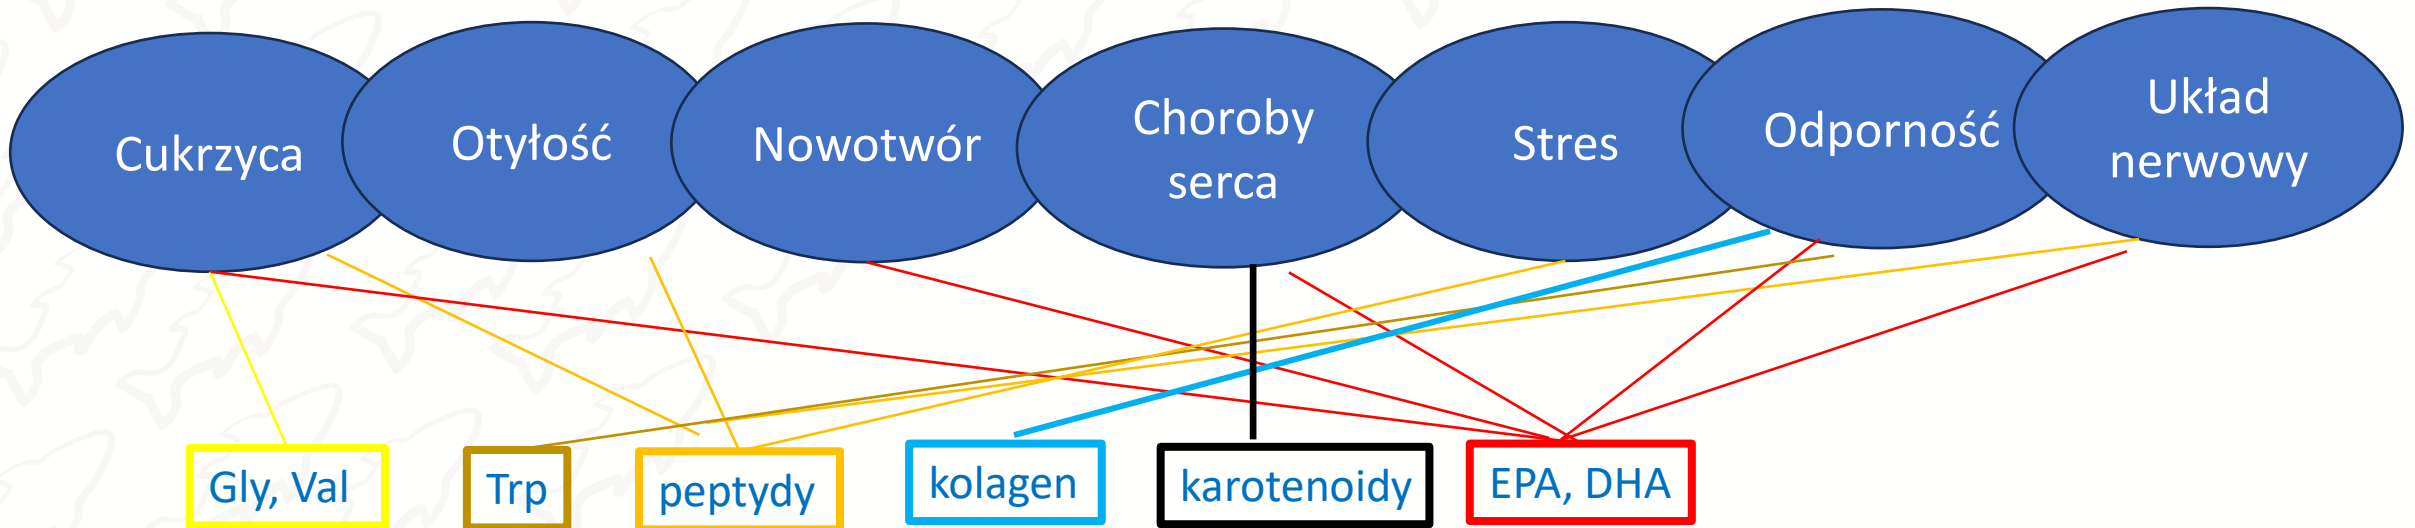 Cukrzyca
Otyłość
Nowotwór
Choroby
serca
Stres
Odporność
Układ
nerwowy
Gly, Val
Trp
peptydy
kolagen
karotenoidy
EPA, DHA